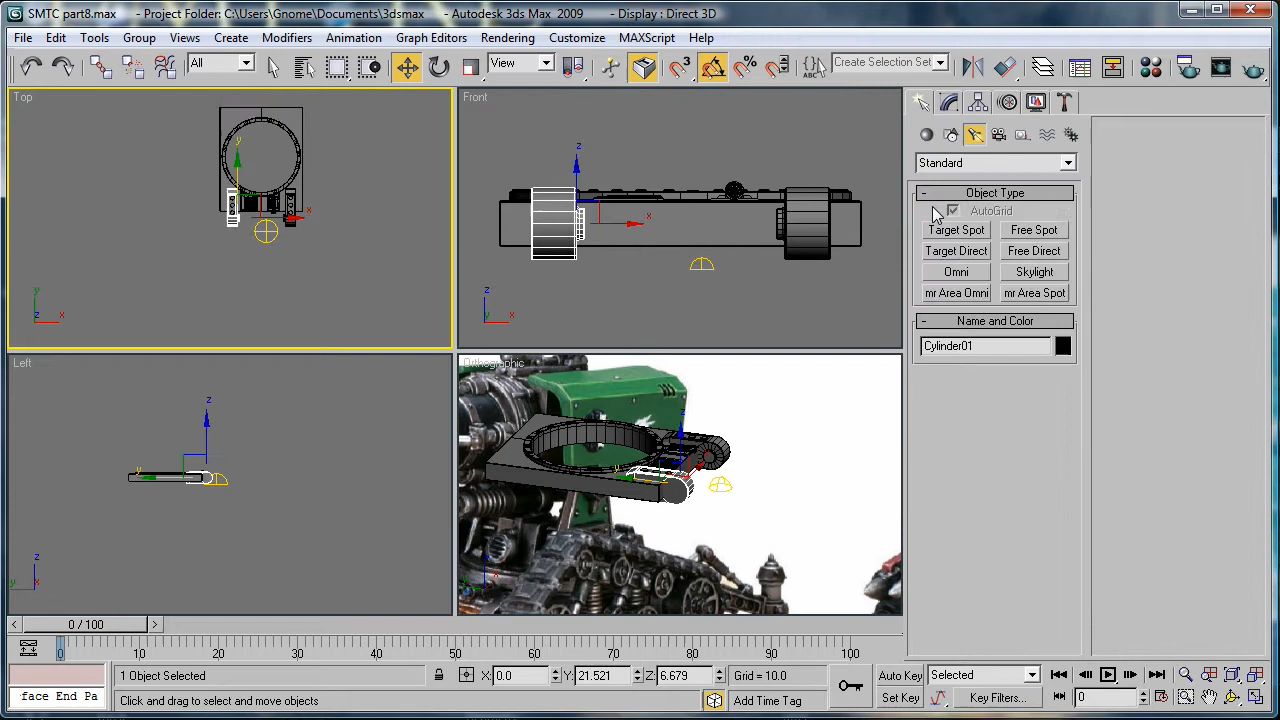 SMTC part8.max - Project Folder: C:\Users\Gnome\Documents\3dsmax - Autodesk 3ds Max 2009 - Display : Direct 3D
File Edit Tools Group Views Create Modifiers Animation Graph Editors Rendering Customize MAXScript Help
All View 3 % ABC Create Selection Set
Top Front
y x z x
y z x z y x
Standard
- Object Type
AutoGrid
Target Spot Free Spot
Target Direct Free Direct
Omni Skylight
mr Area Omni mr Area Spot
- Name and Color
Cylinder01
Left Orthographic
z y z y x
z y x
< 0 / 100 >
0 10 20 30 40 50 60 70 80 90 100
1 Object Selected X: 0.0 Y: 21.521 Z: 6.679 Grid = 10.0 Auto Key Selected
face End Pa Click and drag to select and move objects Add Time Tag Set Key Key Filters... 0